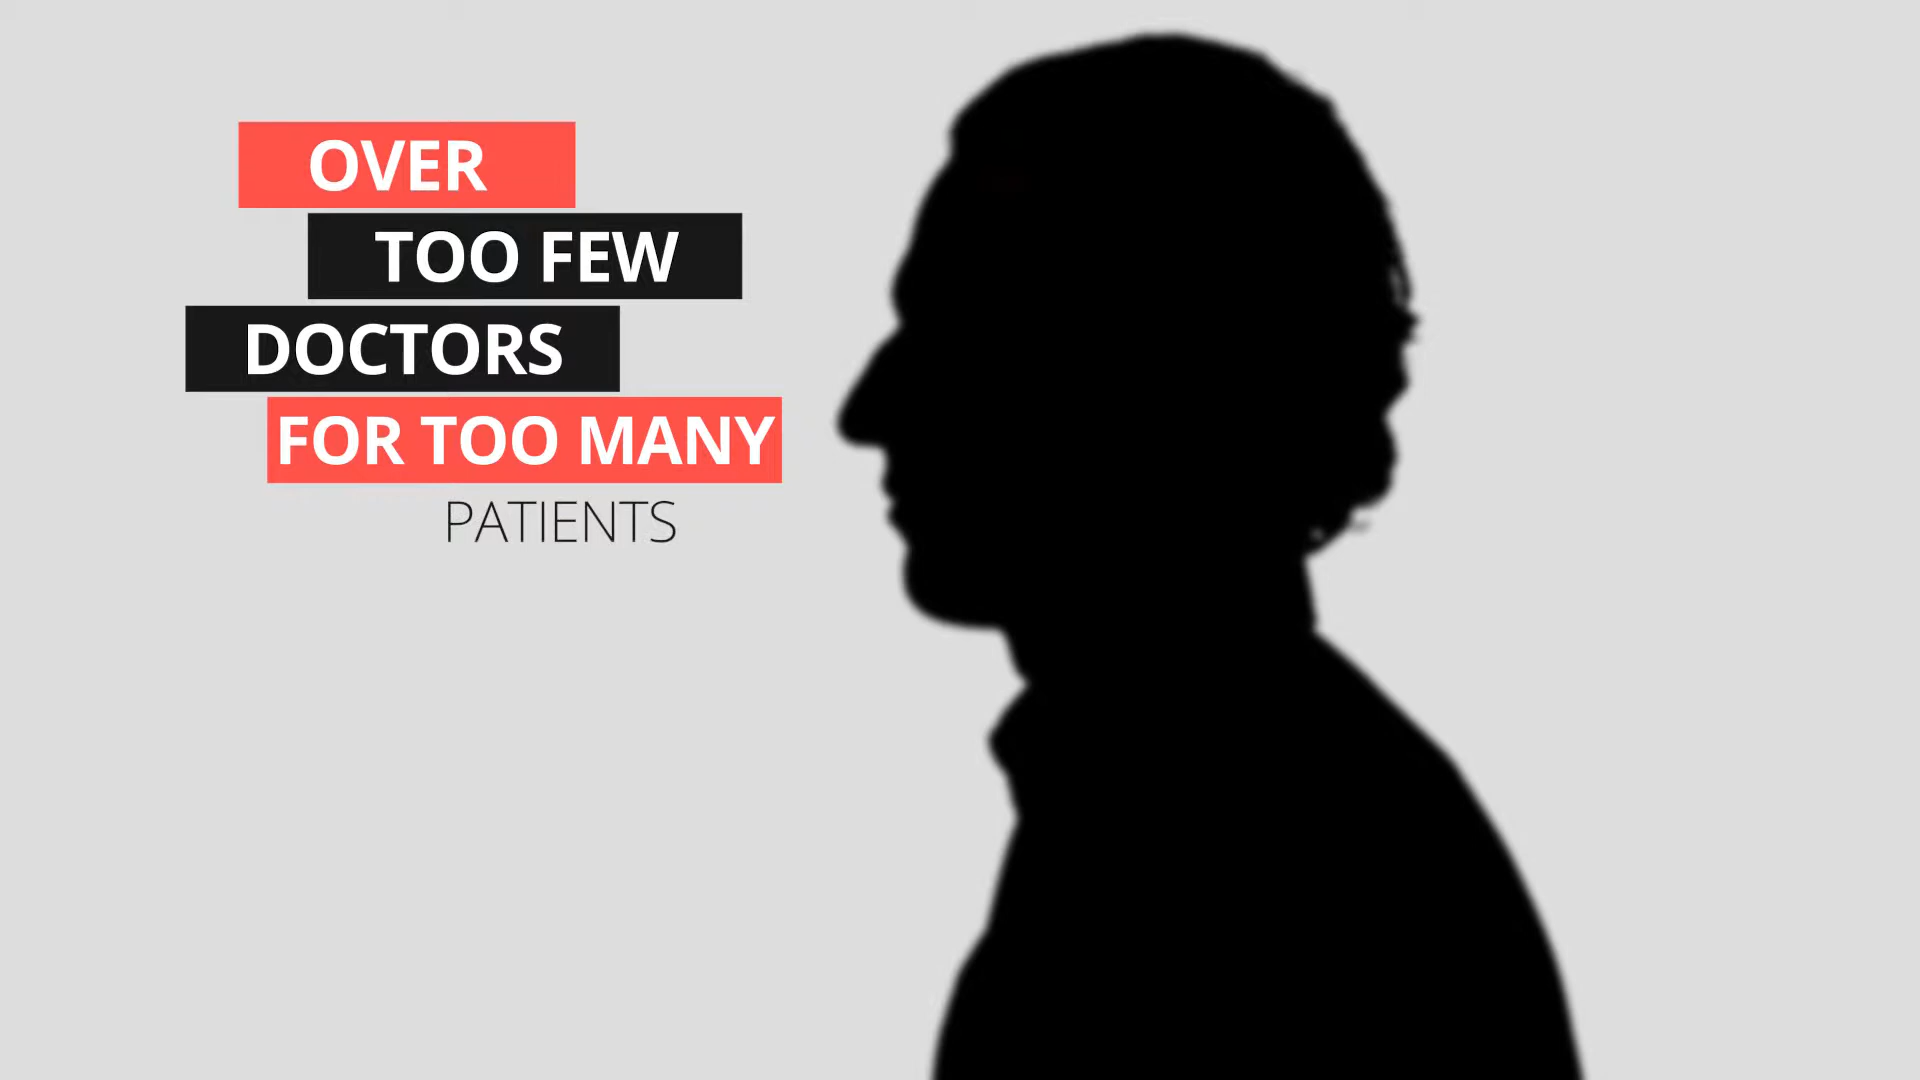 OVER
TOO FEW
DOCTORS
FOR TOO MANY
PATIENTS